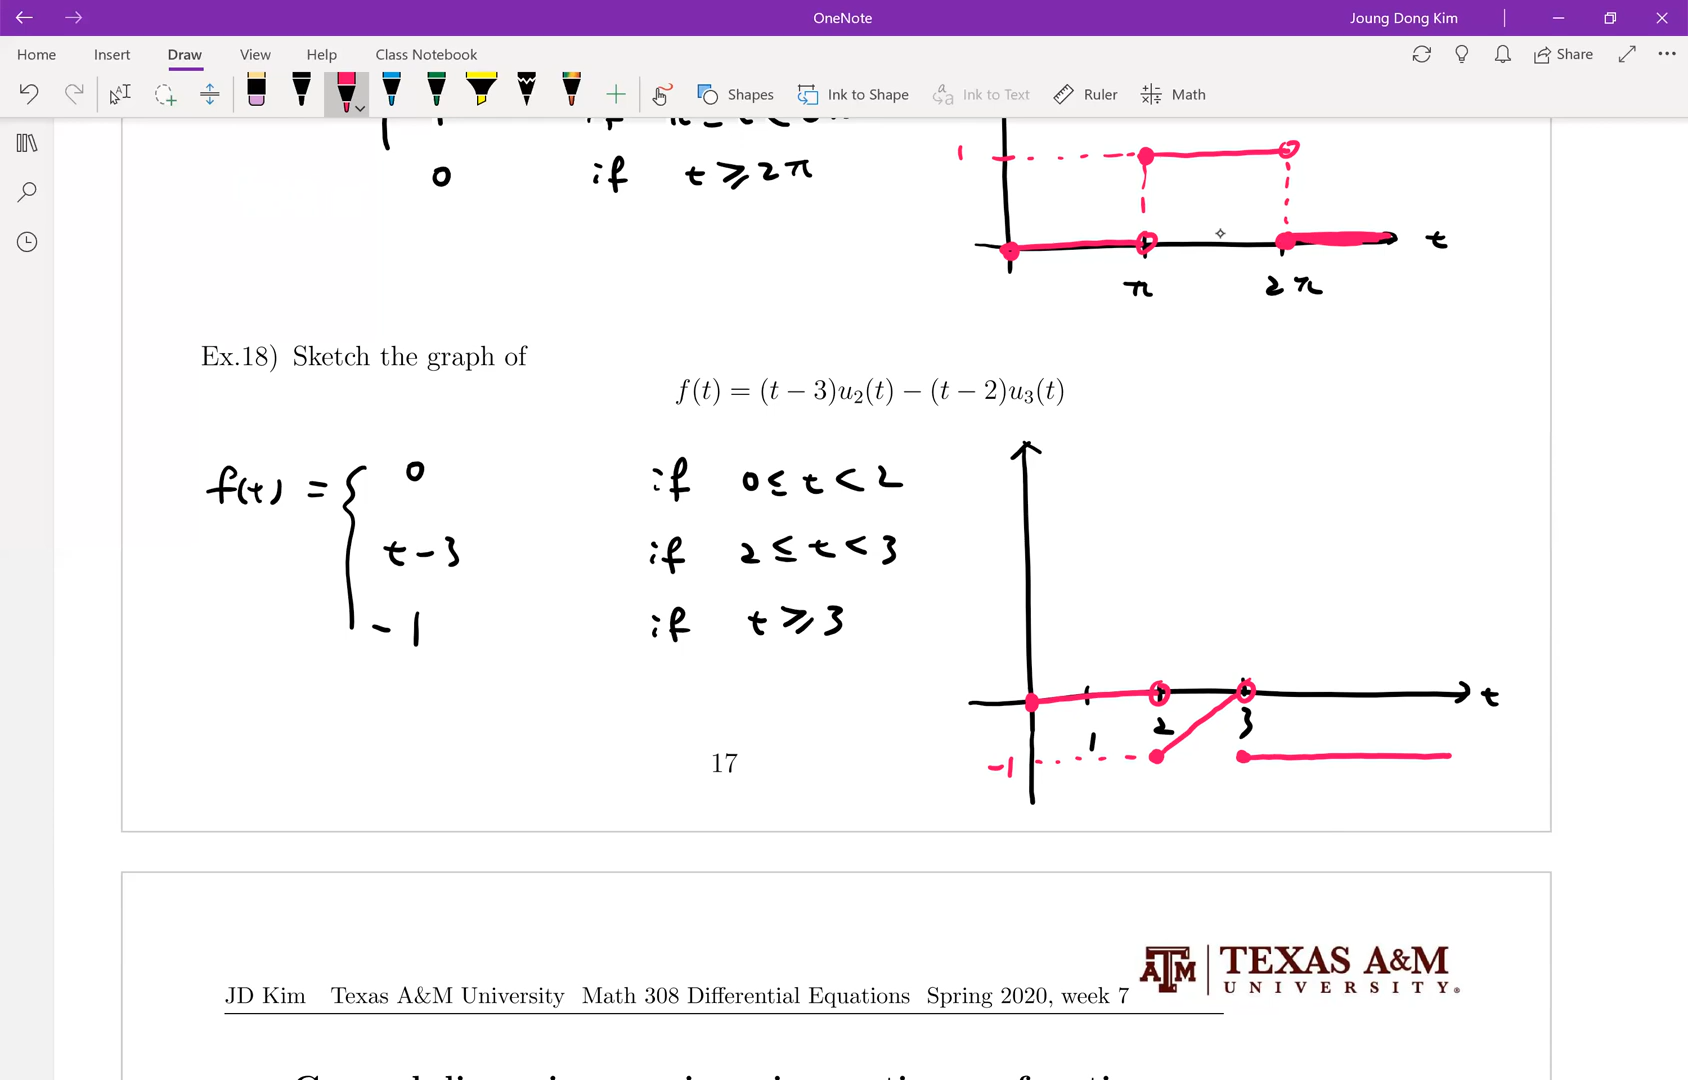 OneNote
Joung Dong Kim
Home Insert Draw View Help Class Notebook
Share
Shapes Ink to Shape Ink to Text Ruler Math
0 if t ≥ 2π
1
t
π 2π
Ex.18) Sketch the graph of
f(t) = (t − 3)u₂(t) − (t − 2)u₃(t)
f(t) = { 0 if 0 ≤ t < 2
t − 3 if 2 ≤ t < 3
−1 if t ≥ 3
t
1 2 3
−1
17
ATM TEXAS A&M
UNIVERSITY®
JD Kim Texas A&M University Math 308 Differential Equations Spring 2020, week 7